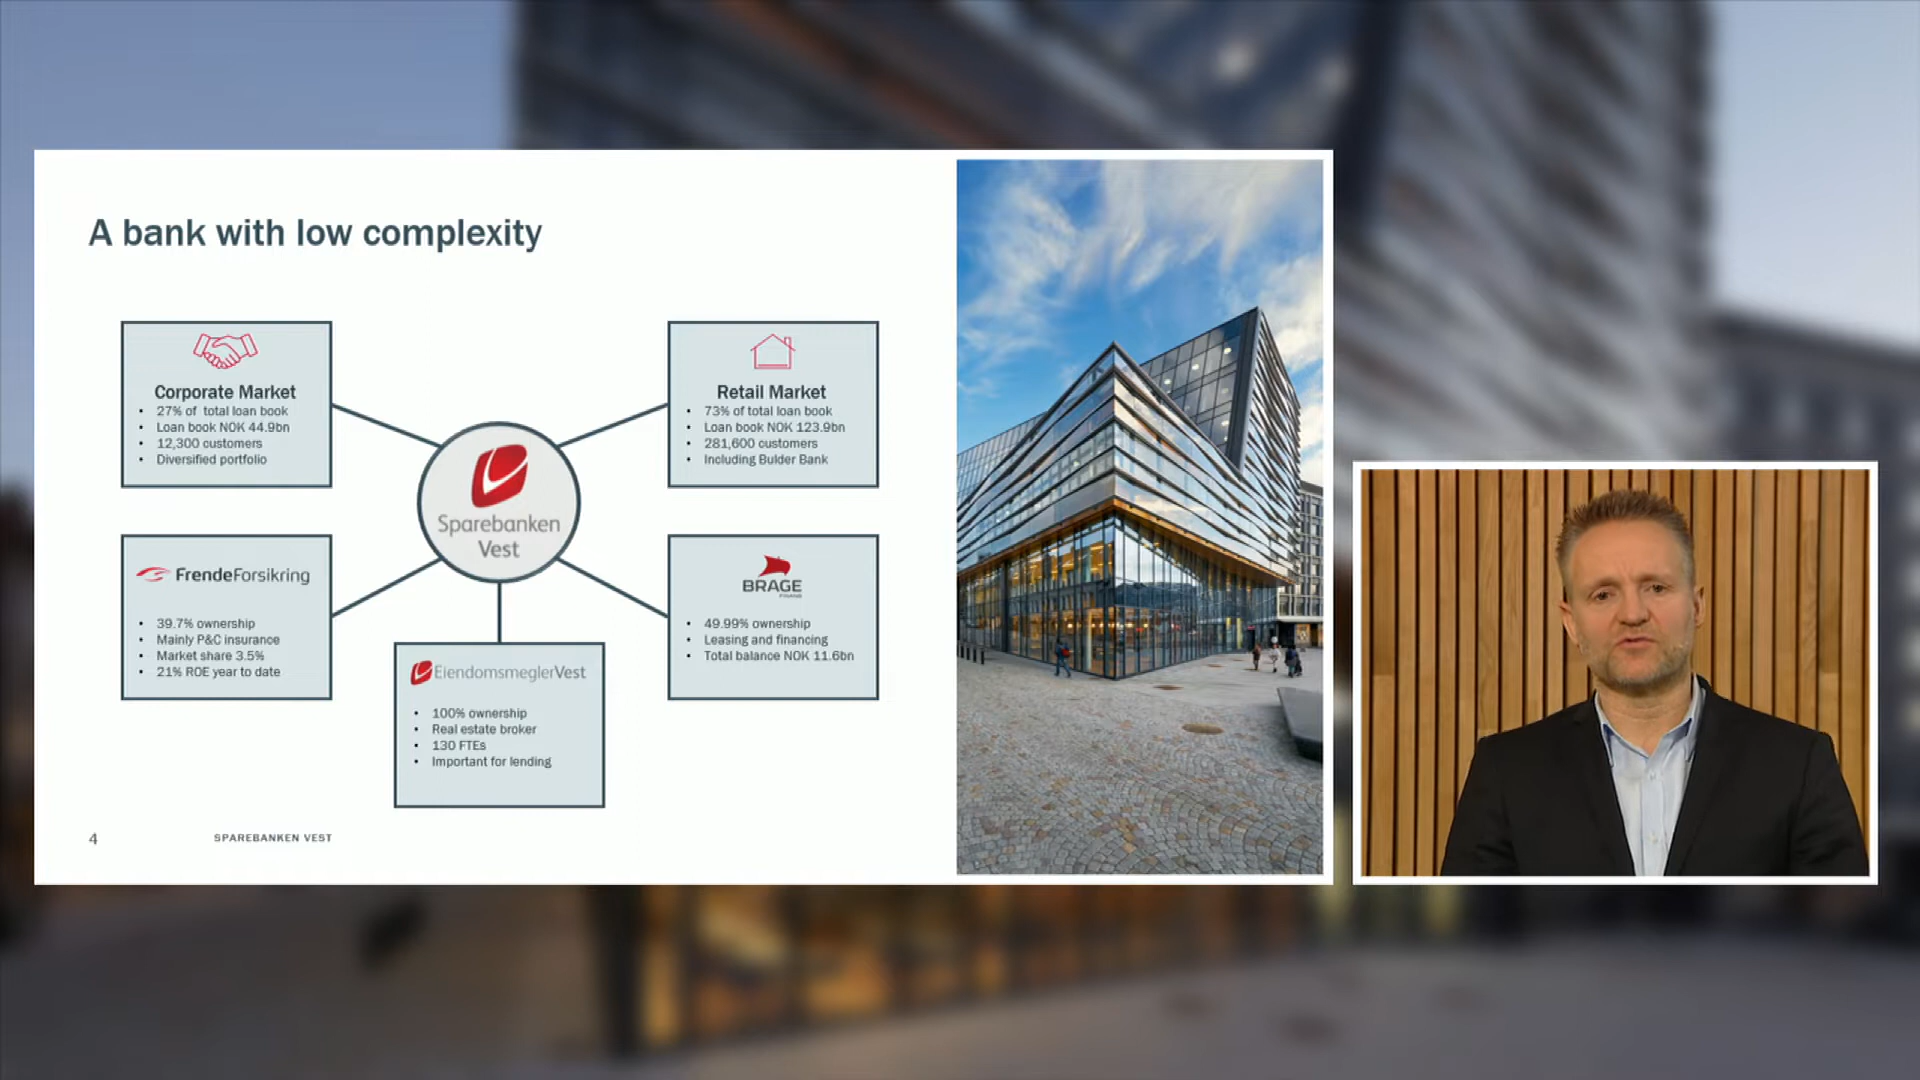 A bank with low complexity
Corporate Market
• 27% of total loan book
• Loan book NOK 44.9bn
• 12,300 customers
• Diversified portfolio
Retail Market
• 73% of total loan book
• Loan book NOK 123.9bn
• 281,600 customers
• Including Bulder Bank
Sparebanken
Vest
FrendeForsikring
• 39.7% ownership
• Mainly P&C insurance
• Market share 3.5%
• 21% ROE year to date
BRAGE
FINANS
• 49.99% ownership
• Leasing and financing
• Total balance NOK 11.6bn
EiendomsmeglerVest
• 100% ownership
• Real estate broker
• 130 FTEs
• Important for lending
4
SPAREBANKEN VEST